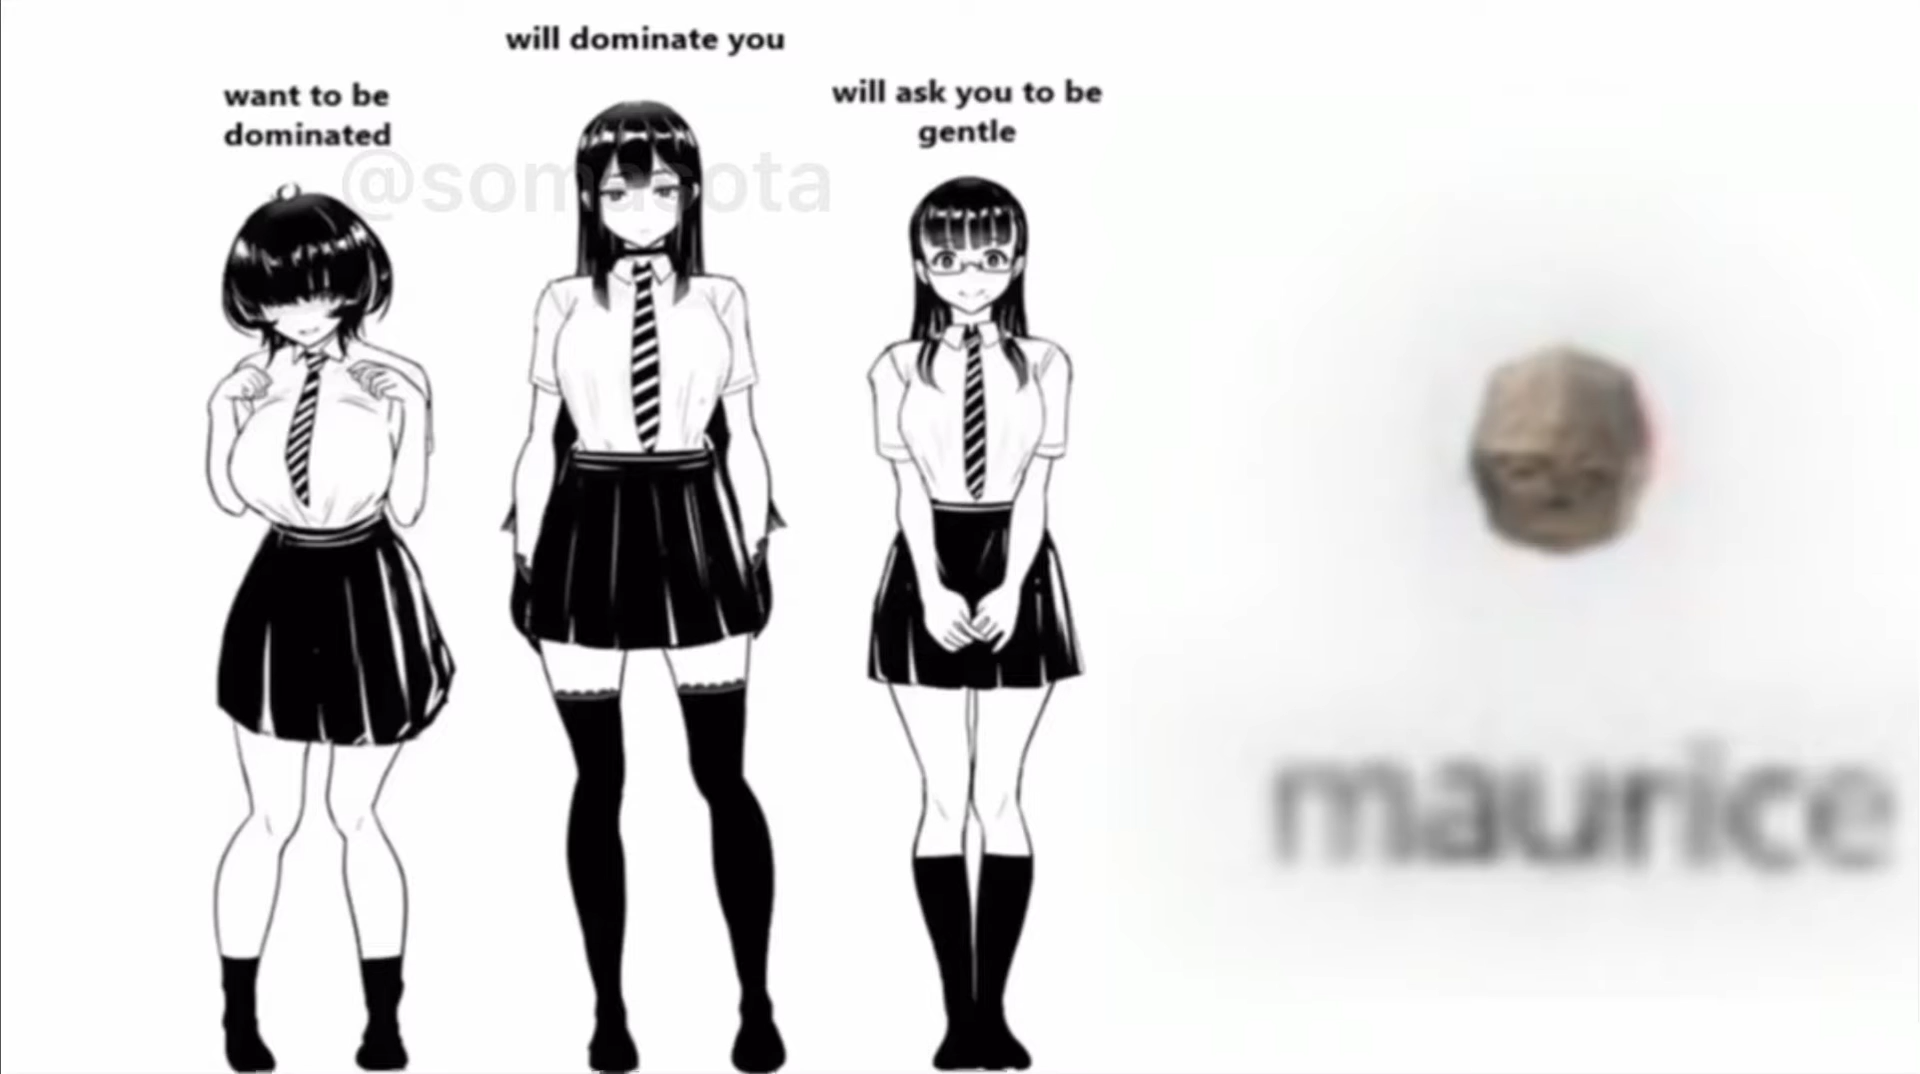 will dominate you
want to be
dominated
will ask you to be
gentle
maurice